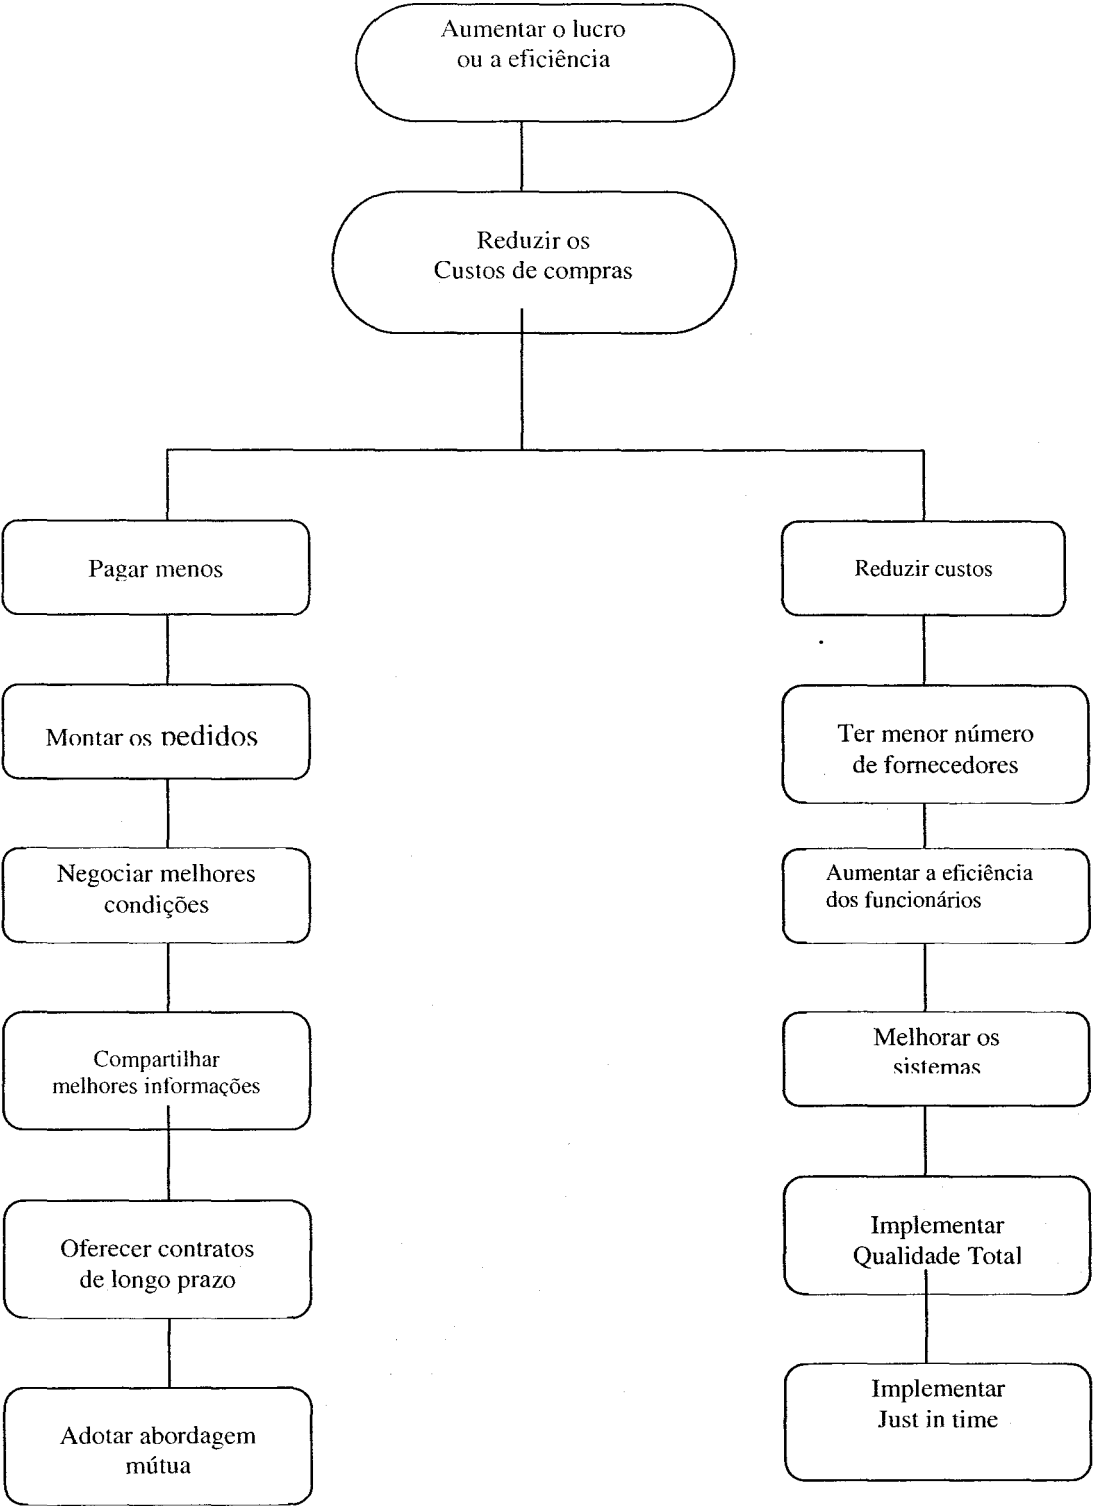 Aumentar o lucro
ou a eficiência
Reduzir os
Custos de compras
Pagar menos
Reduzir custos
Montar os pedidos
Ter menor número
de fornecedores
Negociar melhores
condições
Aumentar a eficiência
dos funcionários
Compartilhar
melhores informações
Melhorar os
sistemas
Oferecer contratos
de longo prazo
Implementar
Qualidade Total
Adotar abordagem
mútua
Implementar
Just in time